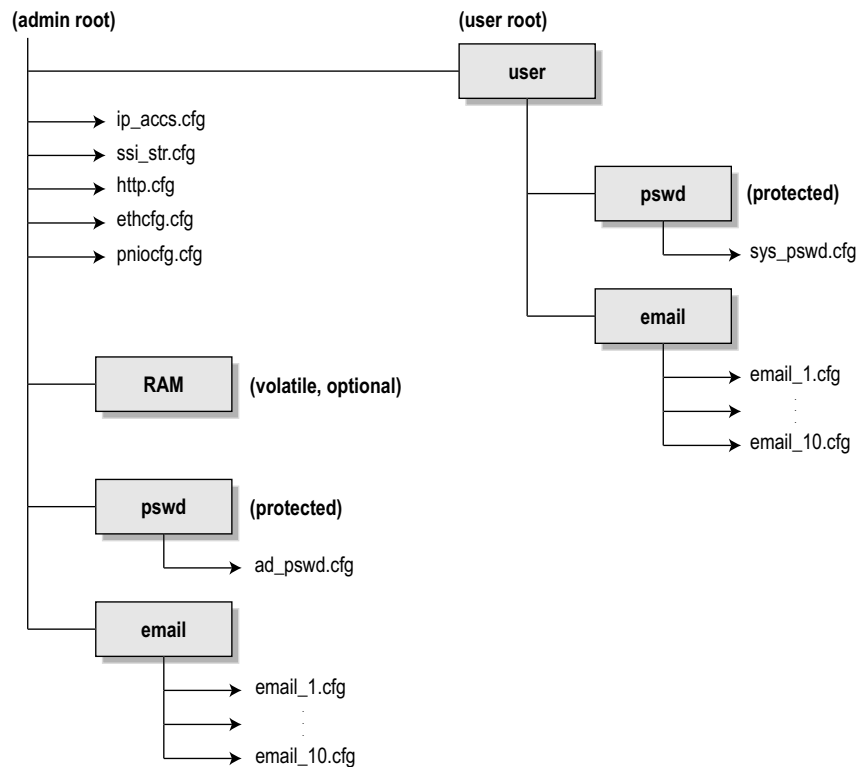 (admin root)
(user root)
user
ip_accs.cfg
ssi_str.cfg
http.cfg
ethcfg.cfg
pniocfg.cfg
pswd
(protected)
sys_pswd.cfg
email
email_1.cfg
email_10.cfg
RAM
(volatile, optional)
pswd
(protected)
ad_pswd.cfg
email
email_1.cfg
email_10.cfg